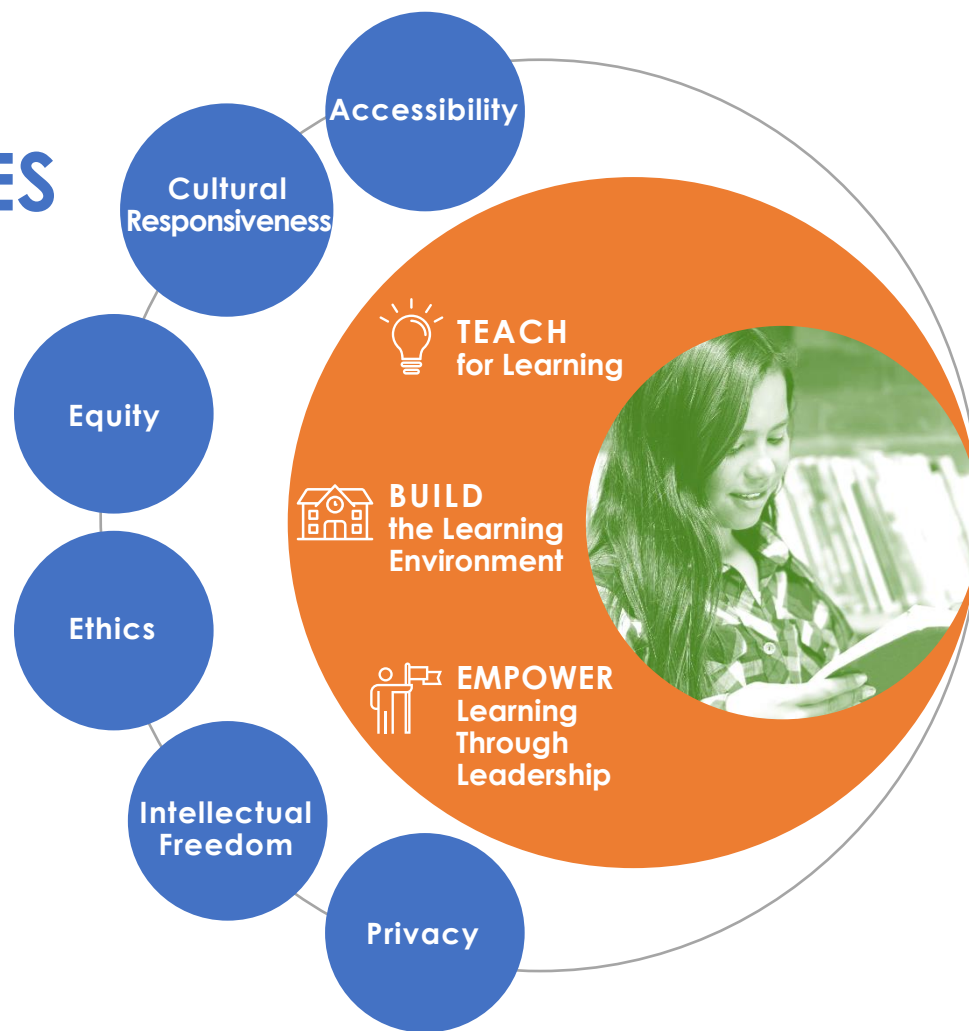 Accessibility
Cultural
Responsiveness
Equity
Ethics
Intellectual
Freedom
Privacy
TEACH
for Learning
BUILD
the Learning
Environment
EMPOWER
Learning
Through
Leadership